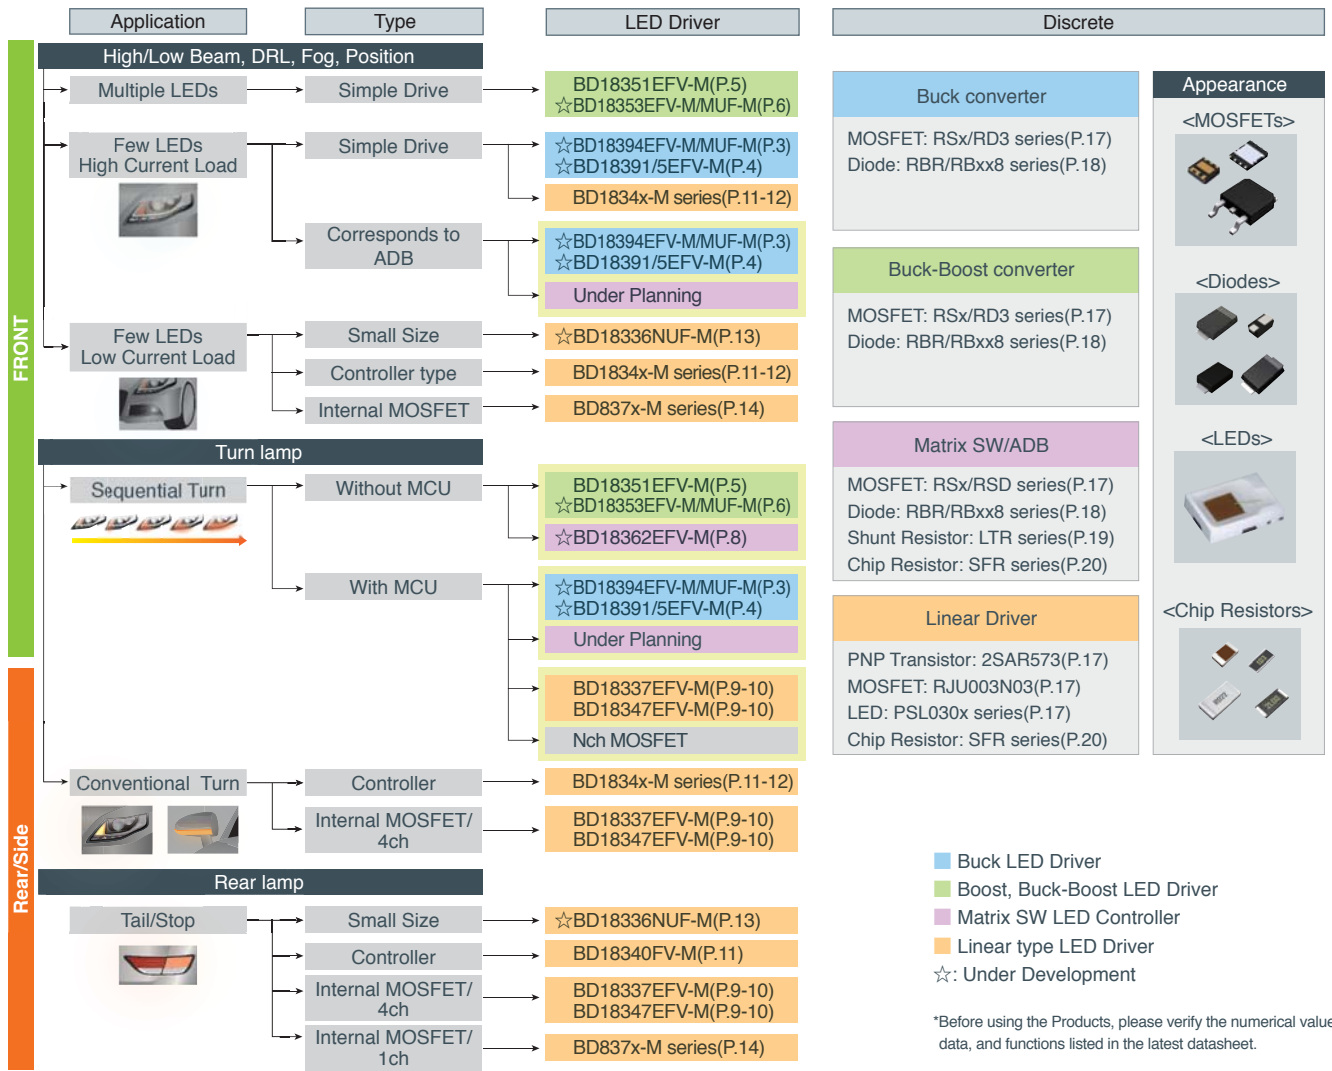 Application
Type
LED Driver
Discrete
FRONT
High/Low Beam, DRL, Fog, Position
Multiple LEDs
Simple Drive
BD18351EFV-M(P.5)
☆BD18353EFV-M/MUF-M(P.6)
Few LEDs
High Current Load
Simple Drive
☆BD18394EFV-M/MUF-M(P.3)
☆BD18391/5EFV-M(P.4)
BD1834x-M series(P.11-12)
Corresponds to
ADB
☆BD18394EFV-M/MUF-M(P.3)
☆BD18391/5EFV-M(P.4)
Under Planning
Few LEDs
Low Current Load
Small Size
☆BD18336NUF-M(P.13)
Controller type
BD1834x-M series(P.11-12)
Internal MOSFET
BD837x-M series(P.14)
Turn lamp
Sequential Turn
Without MCU
BD18351EFV-M(P.5)
☆BD18353EFV-M/MUF-M(P.6)
☆BD18362EFV-M(P.8)
With MCU
☆BD18394EFV-M/MUF-M(P.3)
☆BD18391/5EFV-M(P.4)
Under Planning
BD18337EFV-M(P.9-10)
BD18347EFV-M(P.9-10)
Nch MOSFET
Rear/Side
Conventional Turn
Controller
BD1834x-M series(P.11-12)
Internal MOSFET/
4ch
BD18337EFV-M(P.9-10)
BD18347EFV-M(P.9-10)
Rear lamp
Tail/Stop
Small Size
☆BD18336NUF-M(P.13)
Controller
BD18340FV-M(P.11)
Internal MOSFET/
4ch
BD18337EFV-M(P.9-10)
BD18347EFV-M(P.9-10)
Internal MOSFET/
1ch
BD837x-M series(P.14)
Buck converter
MOSFET: RSx/RD3 series(P.17)
Diode: RBR/RBxx8 series(P.18)
Buck-Boost converter
MOSFET: RSx/RD3 series(P.17)
Diode: RBR/RBxx8 series(P.18)
Matrix SW/ADB
MOSFET: RSx/RSD series(P.17)
Diode: RBR/RBxx8 series(P.18)
Shunt Resistor: LTR series(P.19)
Chip Resistor: SFR series(P.20)
Linear Driver
PNP Transistor: 2SAR573(P.17)
MOSFET: RJU003N03(P.17)
LED: PSL030x series(P.17)
Chip Resistor: SFR series(P.20)
Appearance
<MOSFETs>
<Diodes>
<LEDs>
<Chip Resistors>
Buck LED Driver
Boost, Buck-Boost LED Driver
Matrix SW LED Controller
Linear type LED Driver
☆: Under Development
*Before using the Products, please verify the numerical value
data, and functions listed in the latest datasheet.